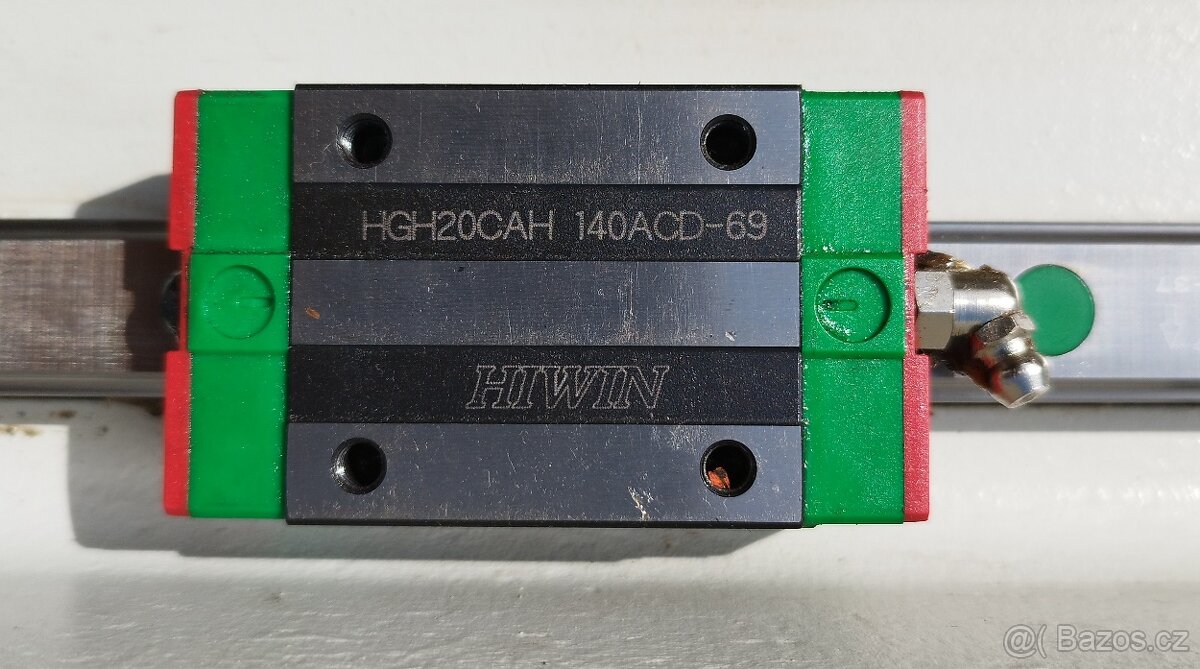 HGH20CAH 140ACD-69
HIWIN
@( Bazos.cz